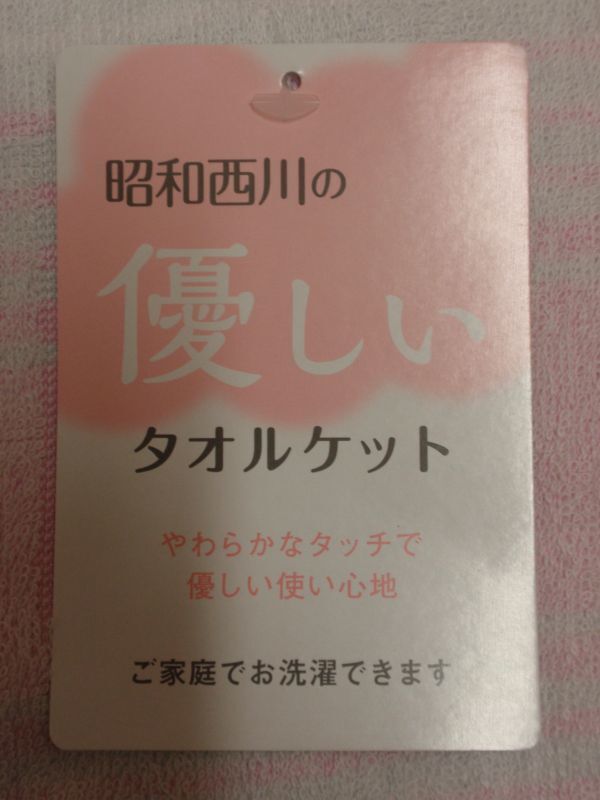 昭和西川の
優しい
タオルケット
やわらかなタッチで
優しい使い心地
ご家庭でお洗濯できます